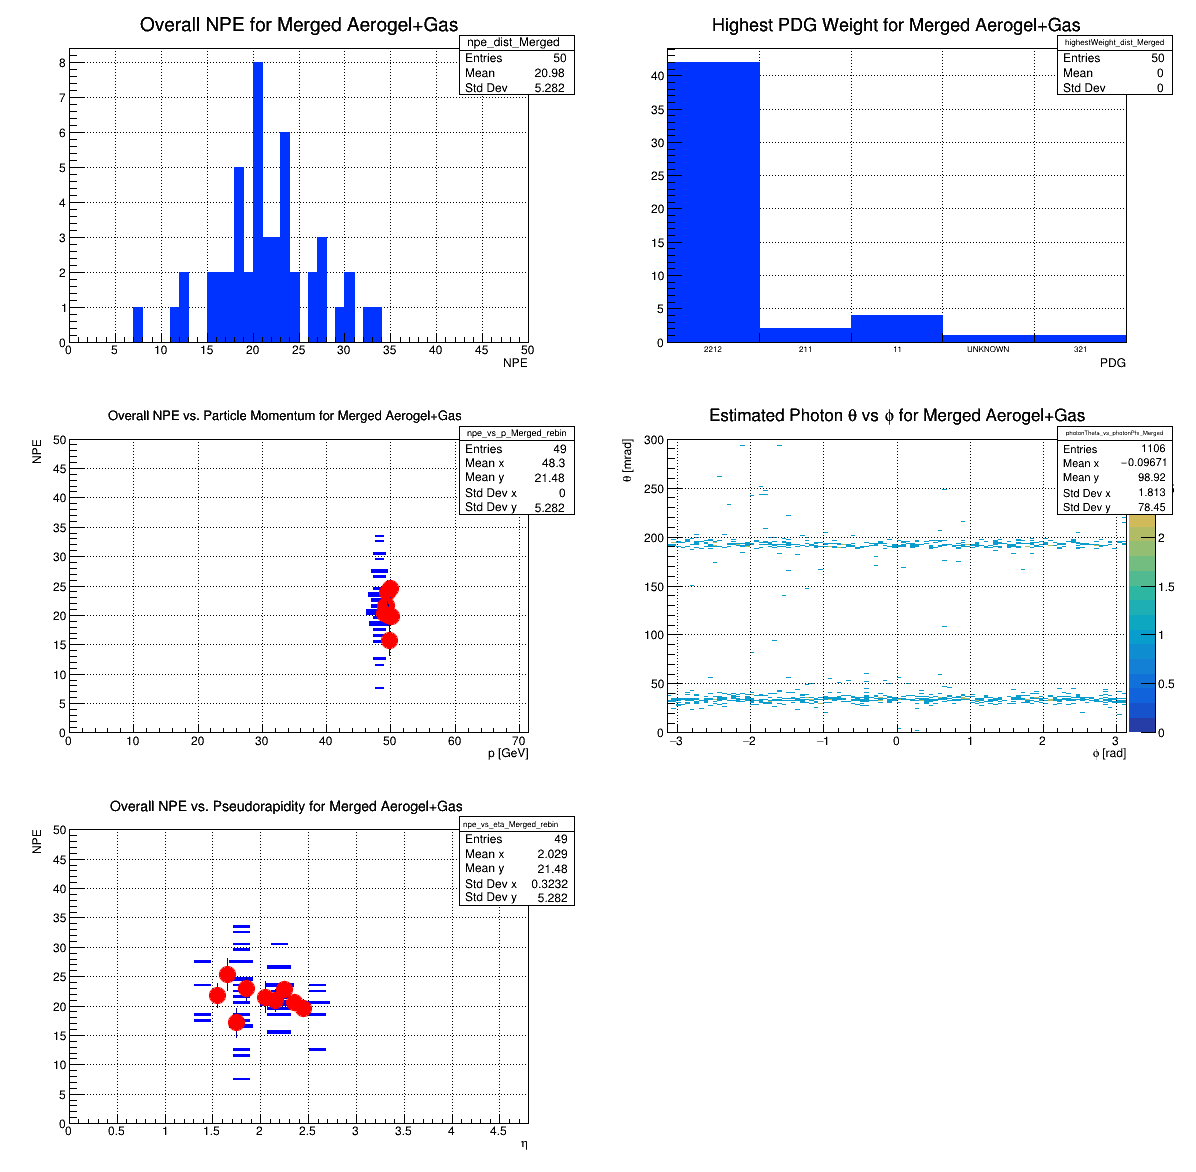 Overall NPE for Merged Aerogel+Gas
npe_dist_Merged
Entries 50
Mean 20.98
Std Dev 5.282
8
7
6
5
4
3
2
1
0
0 5 10 15 20 25 30 35 40 45 50
NPE
Highest PDG Weight for Merged Aerogel+Gas
highestWeight_dist_Merged
Entries 50
Mean 0
Std Dev 0
40
35
30
25
20
15
10
5
0
2212 211 11 UNKNOWN 321
PDG
Overall NPE vs. Particle Momentum for Merged Aerogel+Gas
NPE
npe_vs_p_Merged_rebin
Entries 49
Mean x 48.3
Mean y 21.48
Std Dev x 0
Std Dev y 5.282
50
45
40
35
30
25
20
15
10
5
0
0 10 20 30 40 50 60 70
p [GeV]
Estimated Photon θ vs ϕ for Merged Aerogel+Gas
θ [mrad]
photonTheta_vs_photonPhi_Merged
Entries 1106
Mean x −0.09671
Mean y 98.92
Std Dev x 1.813
Std Dev y 78.45
300
250
200
150
100
50
0
−3 −2 −1 0 1 2 3
ϕ [rad]
2
1.5
1
0.5
0
Overall NPE vs. Pseudorapidity for Merged Aerogel+Gas
NPE
npe_vs_eta_Merged_rebin
Entries 49
Mean x 2.029
Mean y 21.48
Std Dev x 0.3232
Std Dev y 5.282
50
45
40
35
30
25
20
15
10
5
0
0 0.5 1 1.5 2 2.5 3 3.5 4 4.5
η